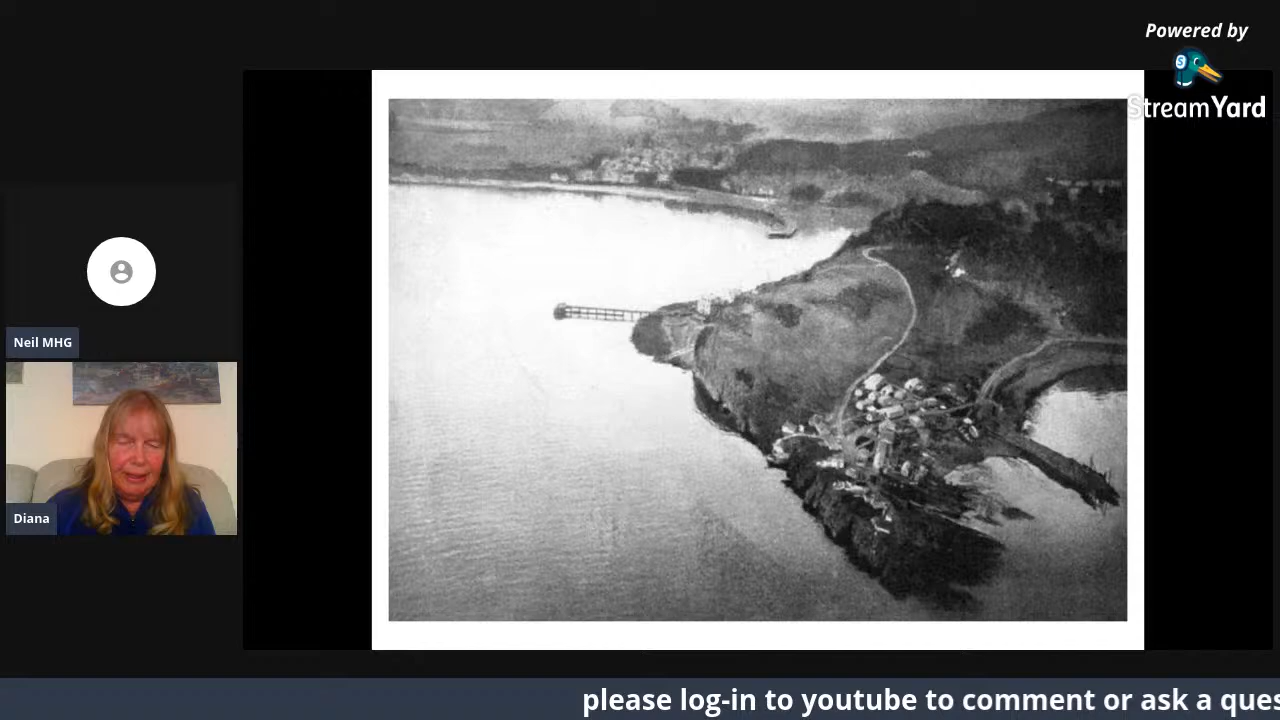 Powered by
StreamYard
Neil MHG
Diana
please log-in to youtube to comment or ask a ques